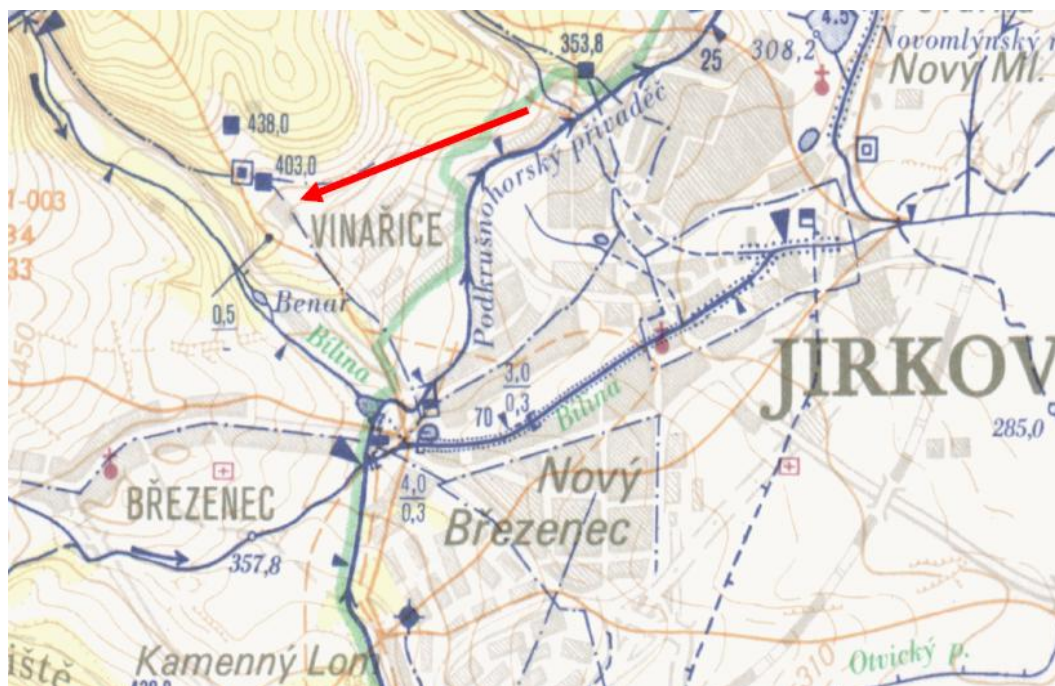 4.5
353,8
25
308,2
Novomlýnský
Nový Ml.
438,0
403,0
1-003
34
33
VINAŘICE
Podkrušnohorský přivaděč
Benar
0,5
Bílina
450
3,0
0,3
70
Bílina
JIRKOV
285,0
BŘEZENEC
4,0
0,3
Nový
Březenec
357,8
Kamenný Lom
310
Otvický p.